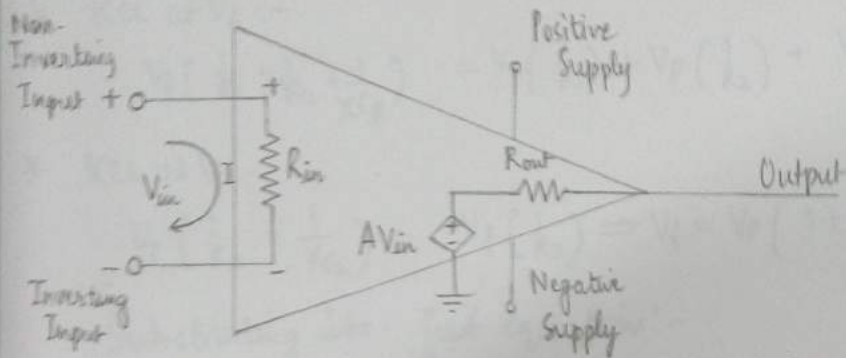 Non-
Inverting
Input +
+
Vin
I
Rin
-
-
Inverting
Input
Positive
Supply
Rout
Output
AVin
+
-
Negative
Supply